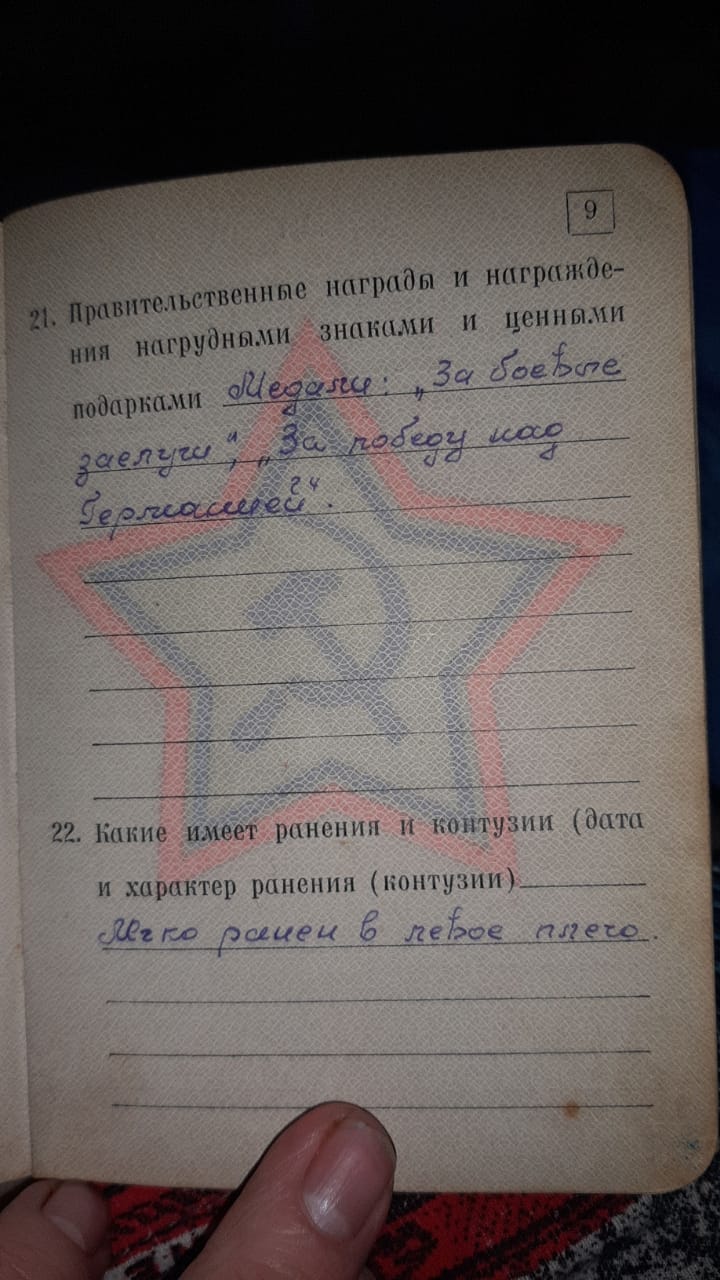 9
21. Правительственные награды и награжде-
ния нагрудными знаками и ценными
подарками Медали: „За боевые
заслуги“, „За победу над
Германией“.
22. Какие имеет ранения и контузии (дата
и характер ранения (контузии)
Легко ранен в левое плечо.